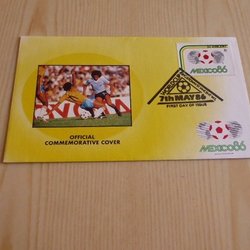 MEXICO86
7th MAY 86
FIRST DAY OF ISSUE
OFFICIAL
COMMEMORATIVE COVER
MEXICO86